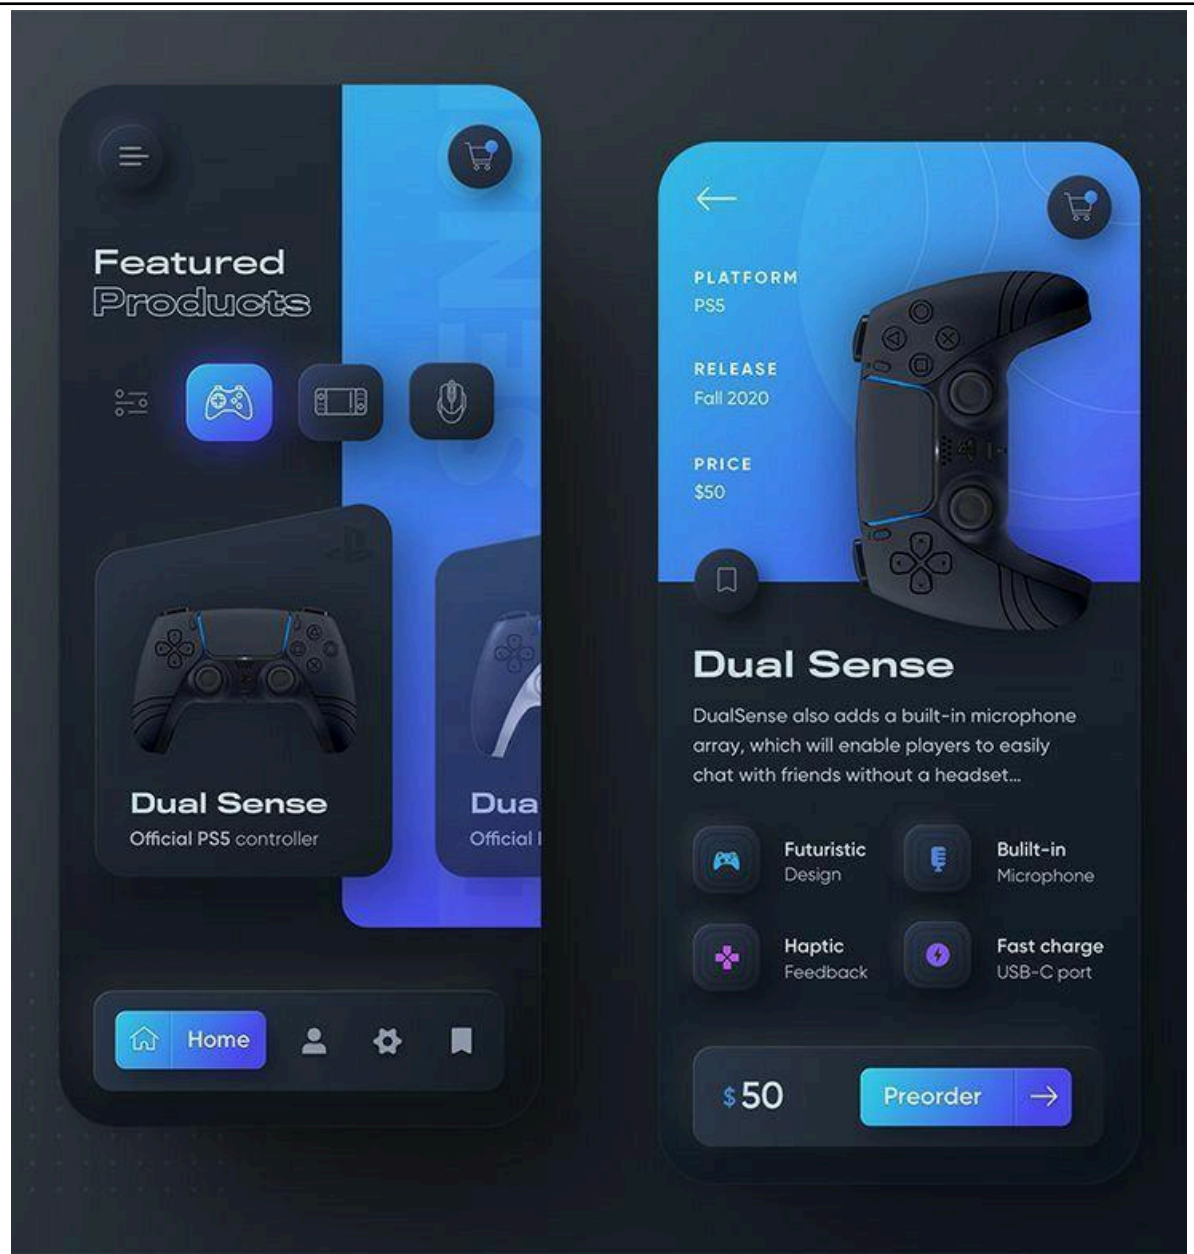 Featured
Products
SEN
Dual Sense
Official PS5 controller
Dua
Official
Home
PLATFORM
PS5
RELEASE
Fall 2020
PRICE
$50
Dual Sense
DualSense also adds a built-in microphone
array, which will enable players to easily
chat with friends without a headset...
Futuristic
Design
Bulilt-in
Microphone
Haptic
Feedback
Fast charge
USB-C port
$50
Preorder